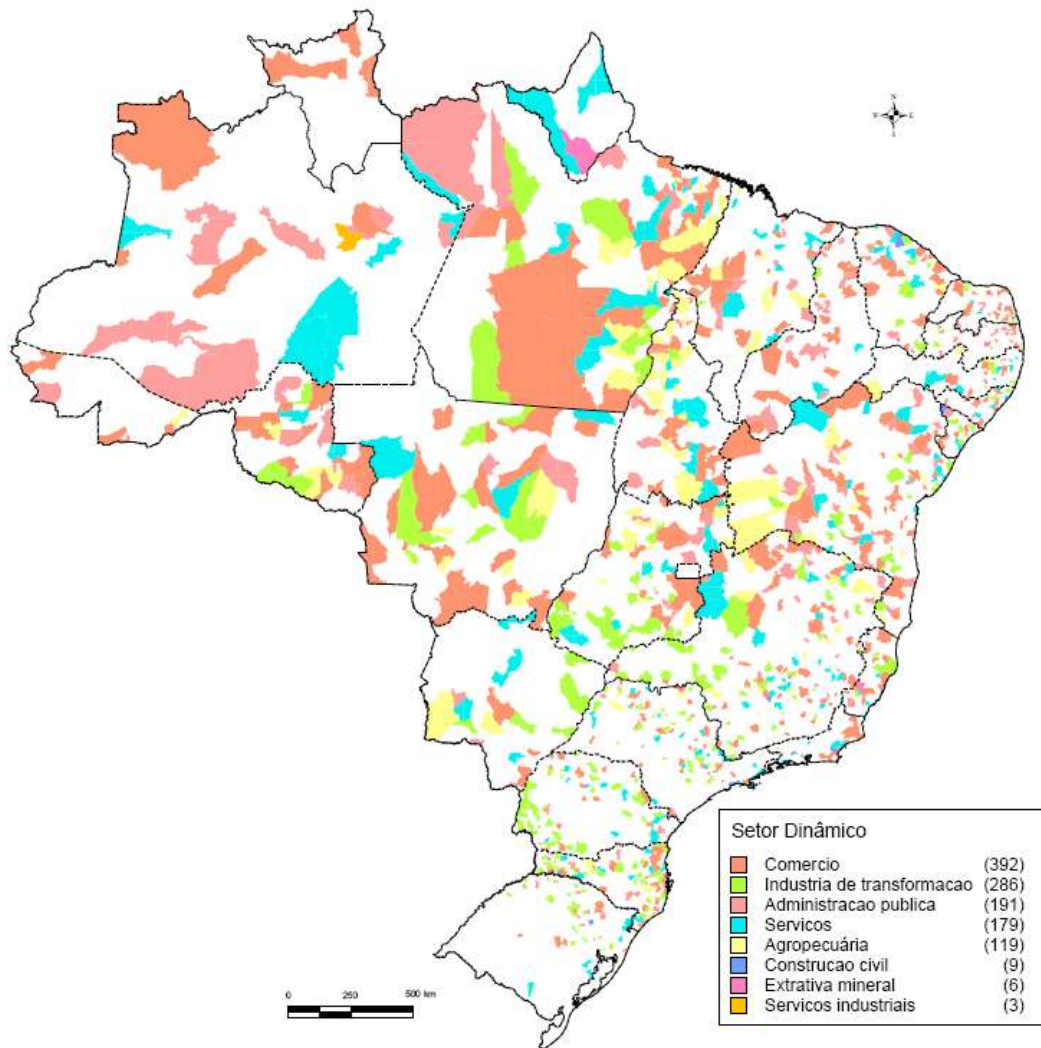 N
Setor Dinâmico
Comercio (392)
Industria de transformacao (286)
Administracao publica (191)
Servicos (179)
Agropecuária (119)
Construcao civil (9)
Extrativa mineral (6)
Servicos industriais (3)
0 250 500 km